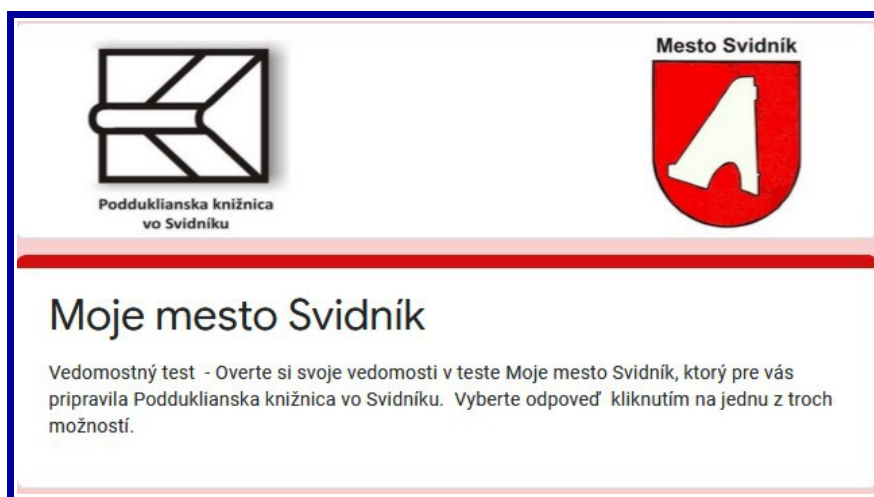 Podduklianska knižnica
vo Svidníku
Mesto Svidník
Moje mesto Svidník
Vedomostný test  - Overte si svoje vedomosti v teste Moje mesto Svidník, ktorý pre vás
pripravila Podduklianska knižnica vo Svidníku.  Vyberte odpoveď  kliknutím na jednu z troch
možností.